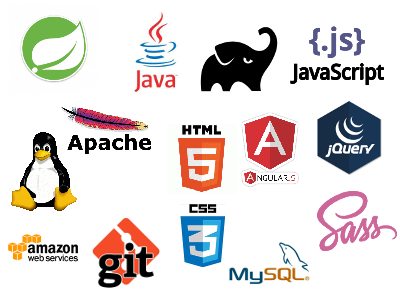 {.js}
Java
JavaScript
Apache
HTML
5
A
ANGULARJS
jQuery
CSS
3
Sass
amazon
web services
git
MySQL